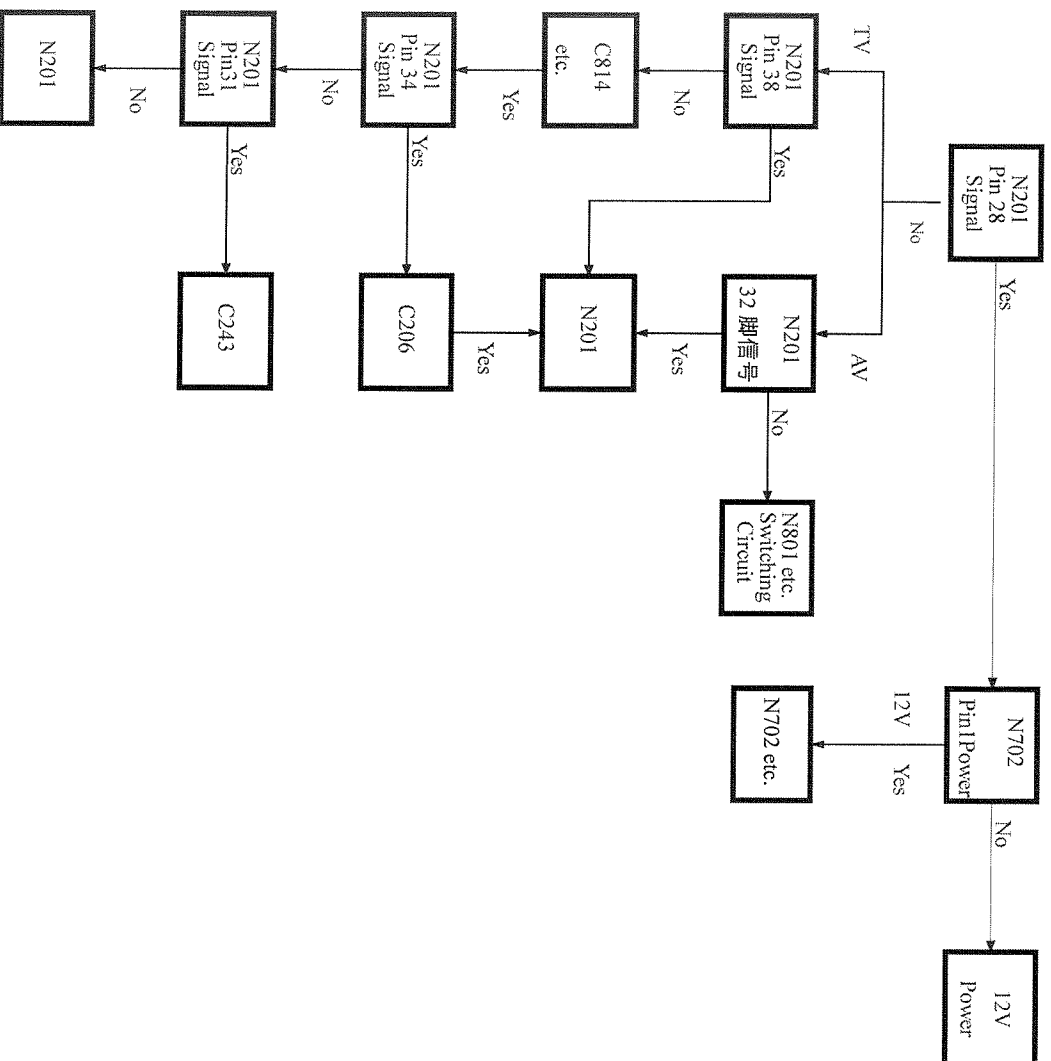 N201
Pin 28
Signal
Yes
N702
Pin1Power
No
12V
Power
No
TV
AV
12V
Yes
N201
Pin 38
Signal
Yes
N201
32 脚信号
No
N801 etc.
Switching
Circuit
N702 etc.
No
Yes
C814
etc.
N201
Yes
Yes
N201
Pin 34
Signal
Yes
C206
No
N201
Pin31
Signal
Yes
C243
No
N201